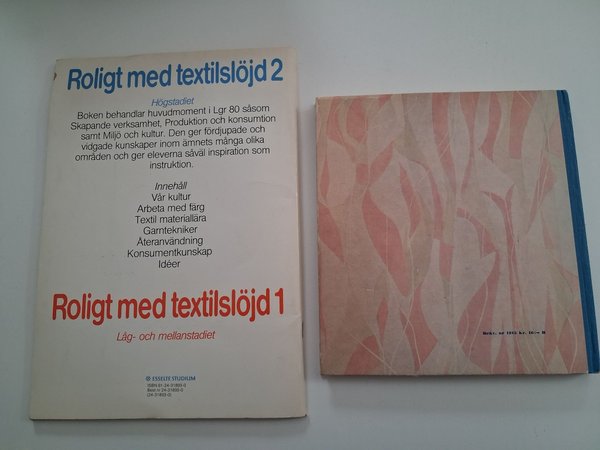 Roligt med textilslöjd 2
Högstadiet
Boken behandlar huvudmoment i Lgr 80 såsom
Skapande verksamhet, Produktion och konsumtion
samt Miljö och kultur. Den ger fördjupade och
vidgade kunskaper inom ämnets många olika
områden och ger eleverna såväl inspiration som
instruktion.
Innehåll
Vår kultur
Arbeta med färg
Textil materiallära
Garntekniker
Återanvändning
Konsumentkunskap
Idéer
Roligt med textilslöjd 1
Låg- och mellanstadiet
ESSELTE STUDIUM